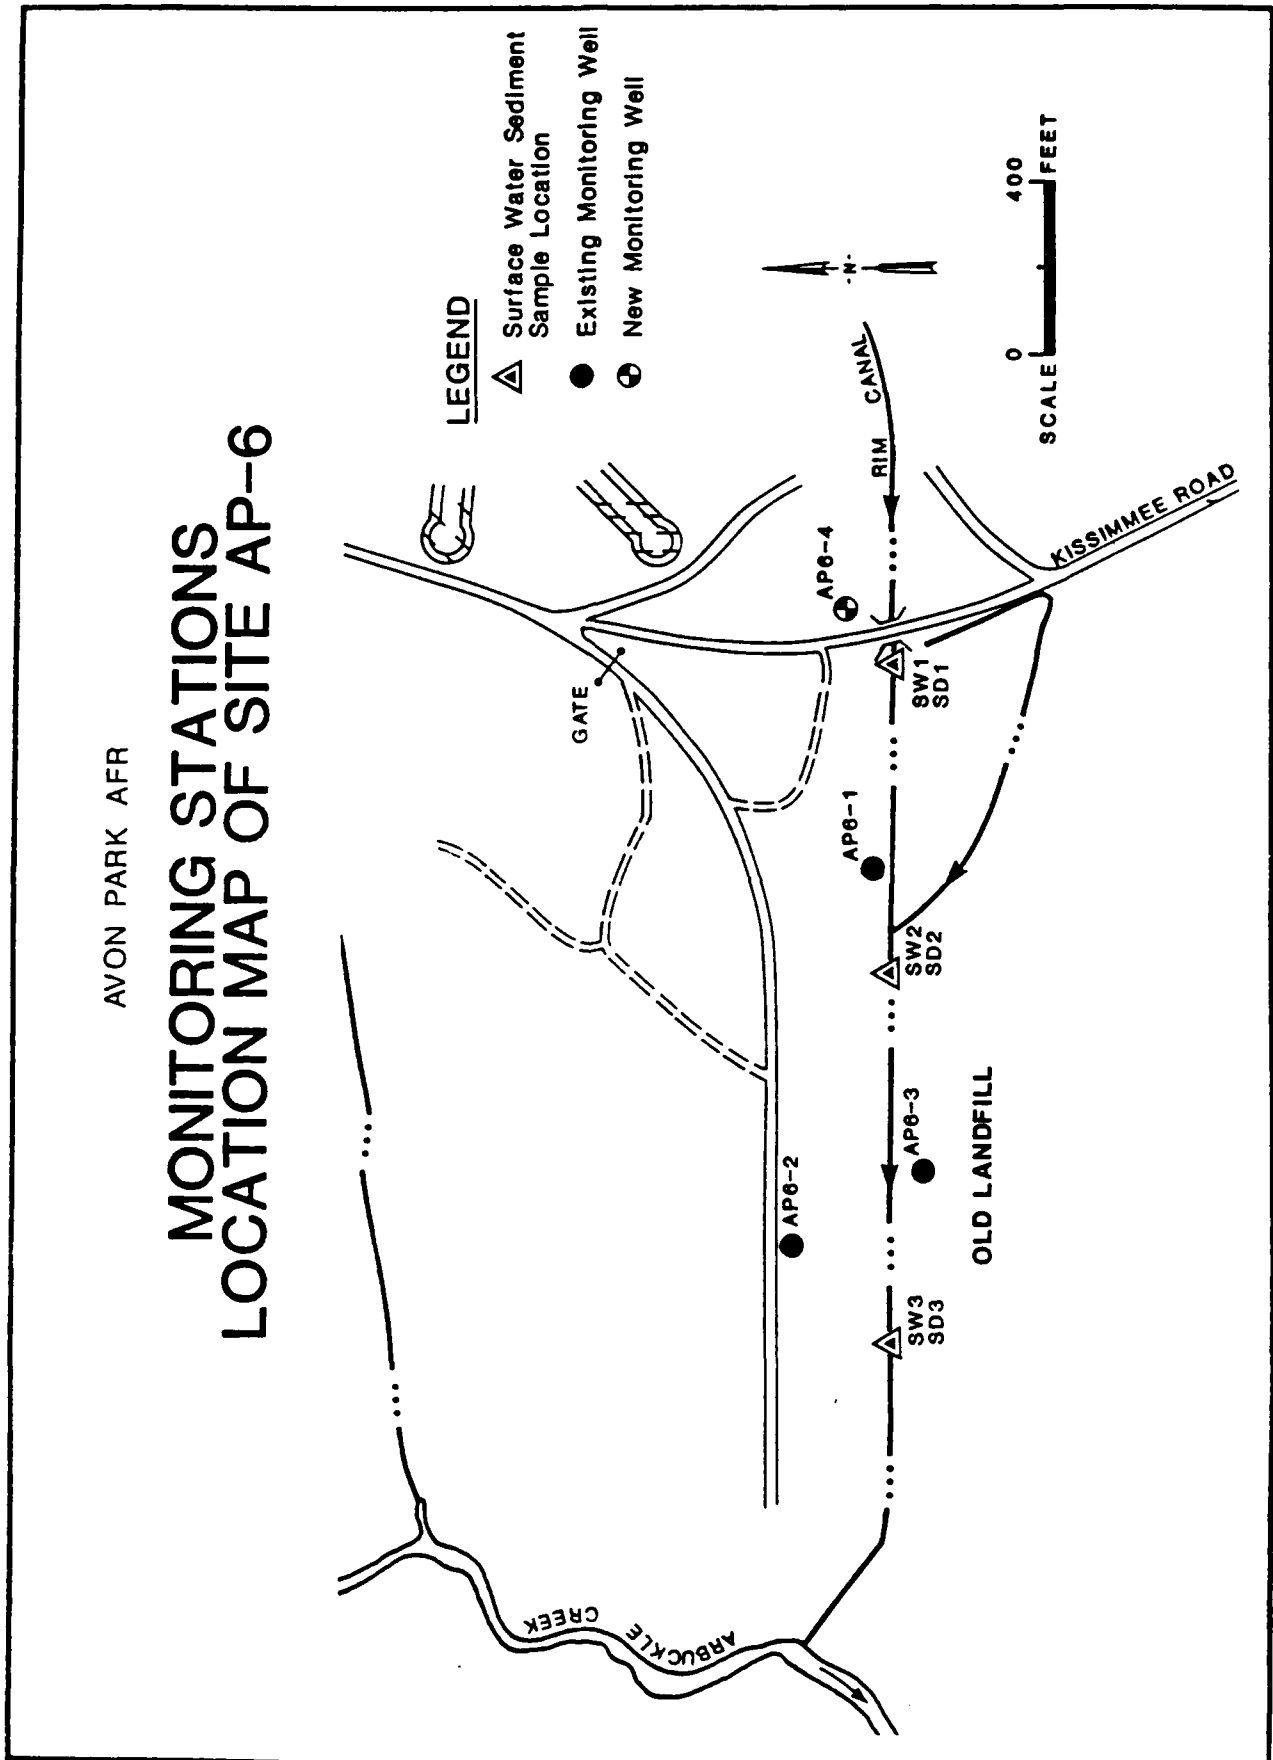 AVON PARK AFR
MONITORING STATIONS
LOCATION MAP OF SITE AP-6
LEGEND
Surface Water Sediment
Sample Location
Existing Monitoring Well
New Monitoring Well
GATE
AP6-4
RIM CANAL
-N-
AP6-1
SW1
SD1
KISSIMMEE ROAD
SW2
SD2
AP6-2
AP6-3
SW3
SD3
OLD LANDFILL
ARBUCKLE CREEK
0 400
SCALE FEET